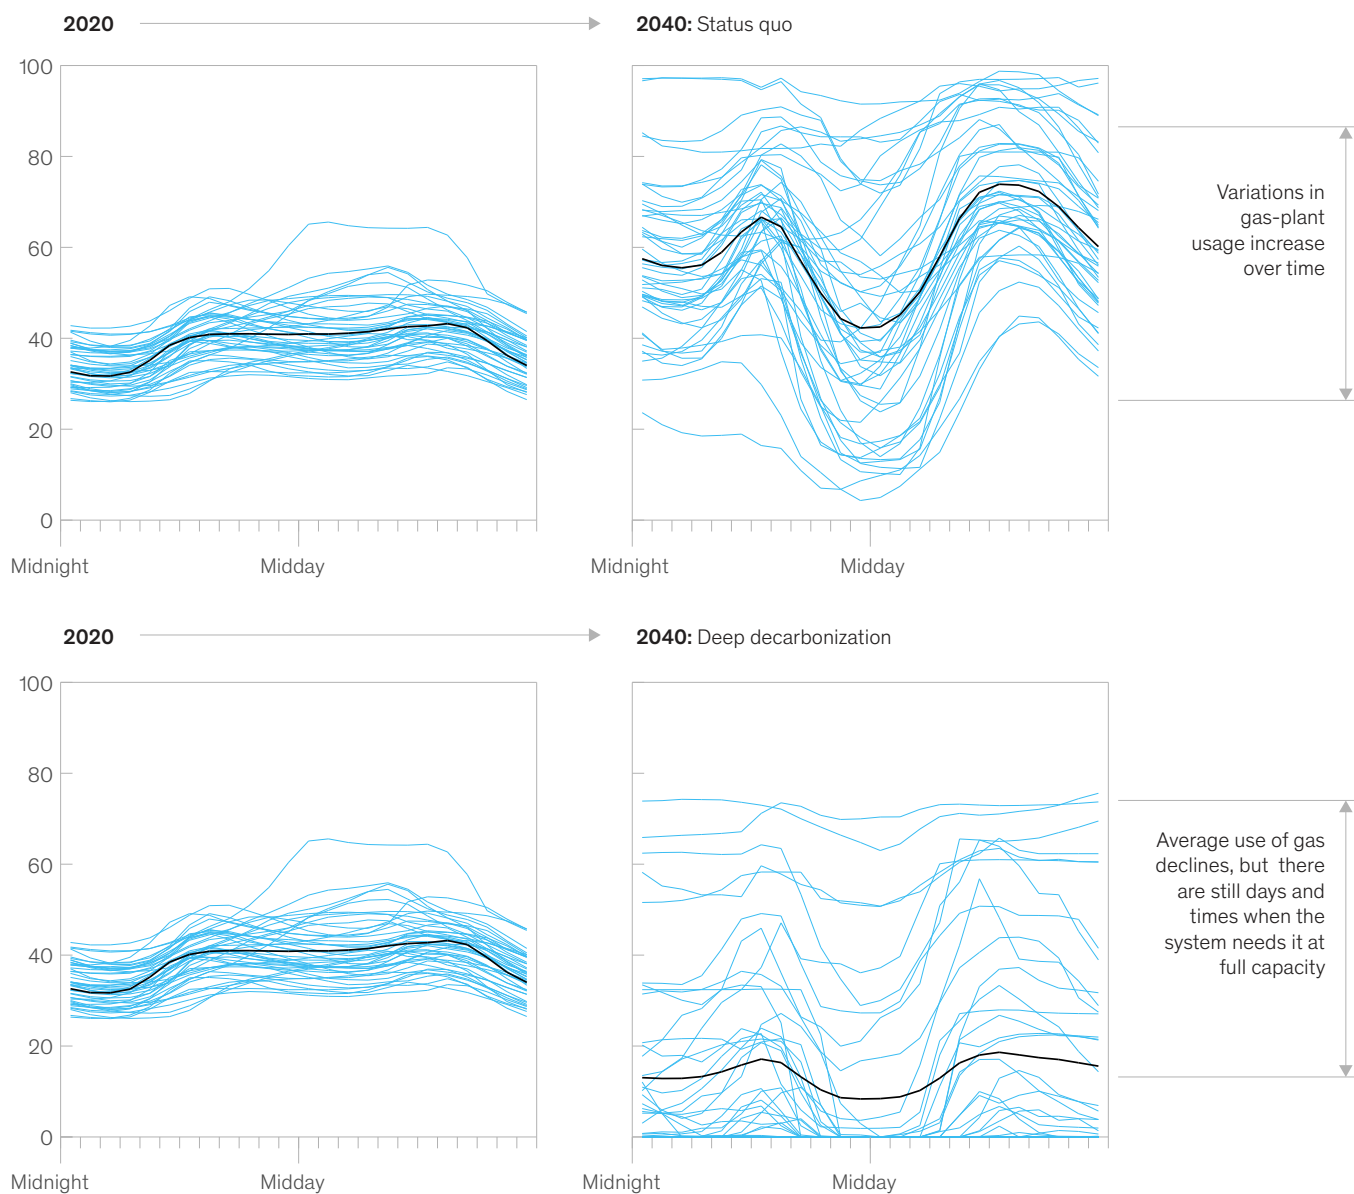 2020
2040: Status quo
100
80
60
40
20
0
Midnight
Midday
Midnight
Midday
Variations in
gas-plant
usage increase
over time
2020
2040: Deep decarbonization
100
80
60
40
20
0
Midnight
Midday
Midnight
Midday
Average use of gas
declines, but there
are still days and
times when the
system needs it at
full capacity